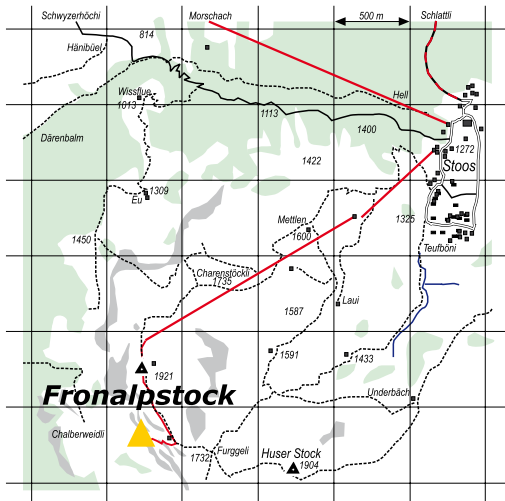 Schwyzerhöchi
Morschach
500 m
Schlattli
814
Hänibüel
Wissflue
1013
Hell
1113
1400
Därenbalm
1272
Stoos
1422
1309
Eu
1325
Mettlen
1600
1450
Teufböni
Charenstöckli
1735
Laui
1587
1591
1433
1921
Fronalpstock
Underbäch
Chalberweidli
Furggeli
1732
Huser Stock
1904